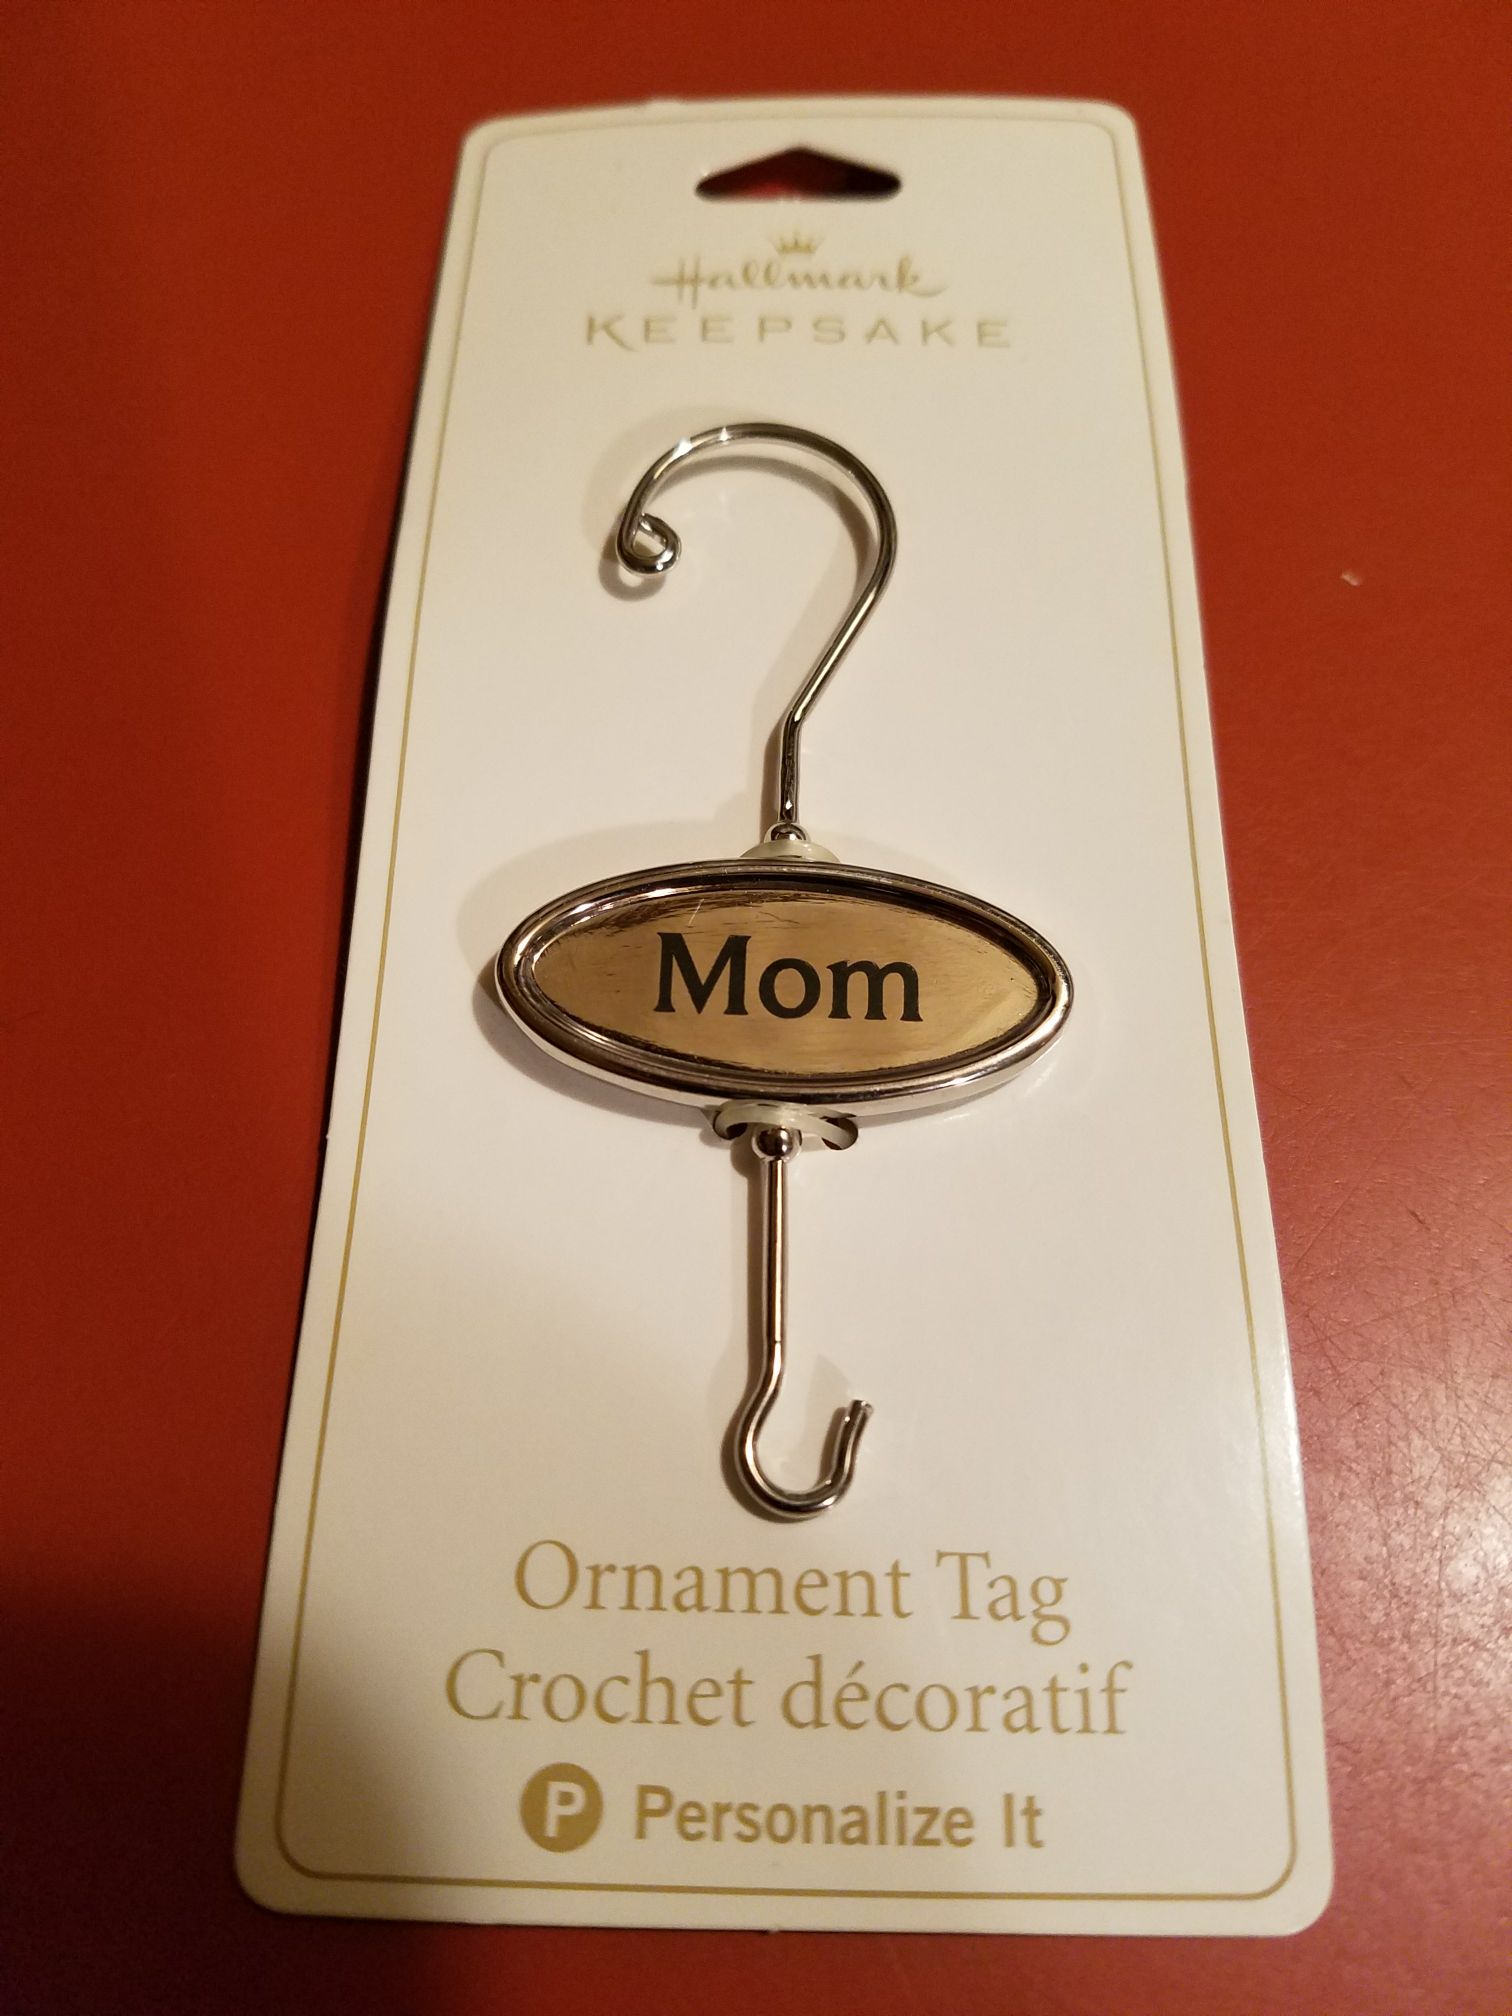 Hallmark
KEEPSAKE
Mom
Ornament Tag
Crochet décoratif
P Personalize It